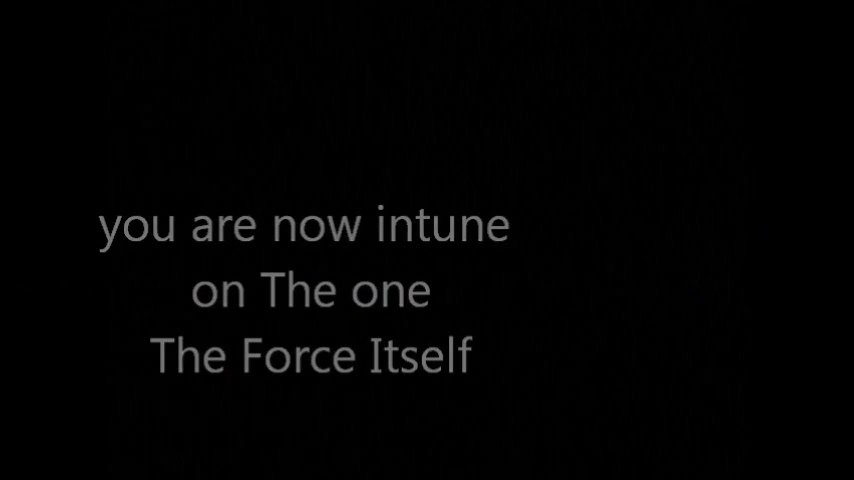 you are now intune
on The one
The Force Itself